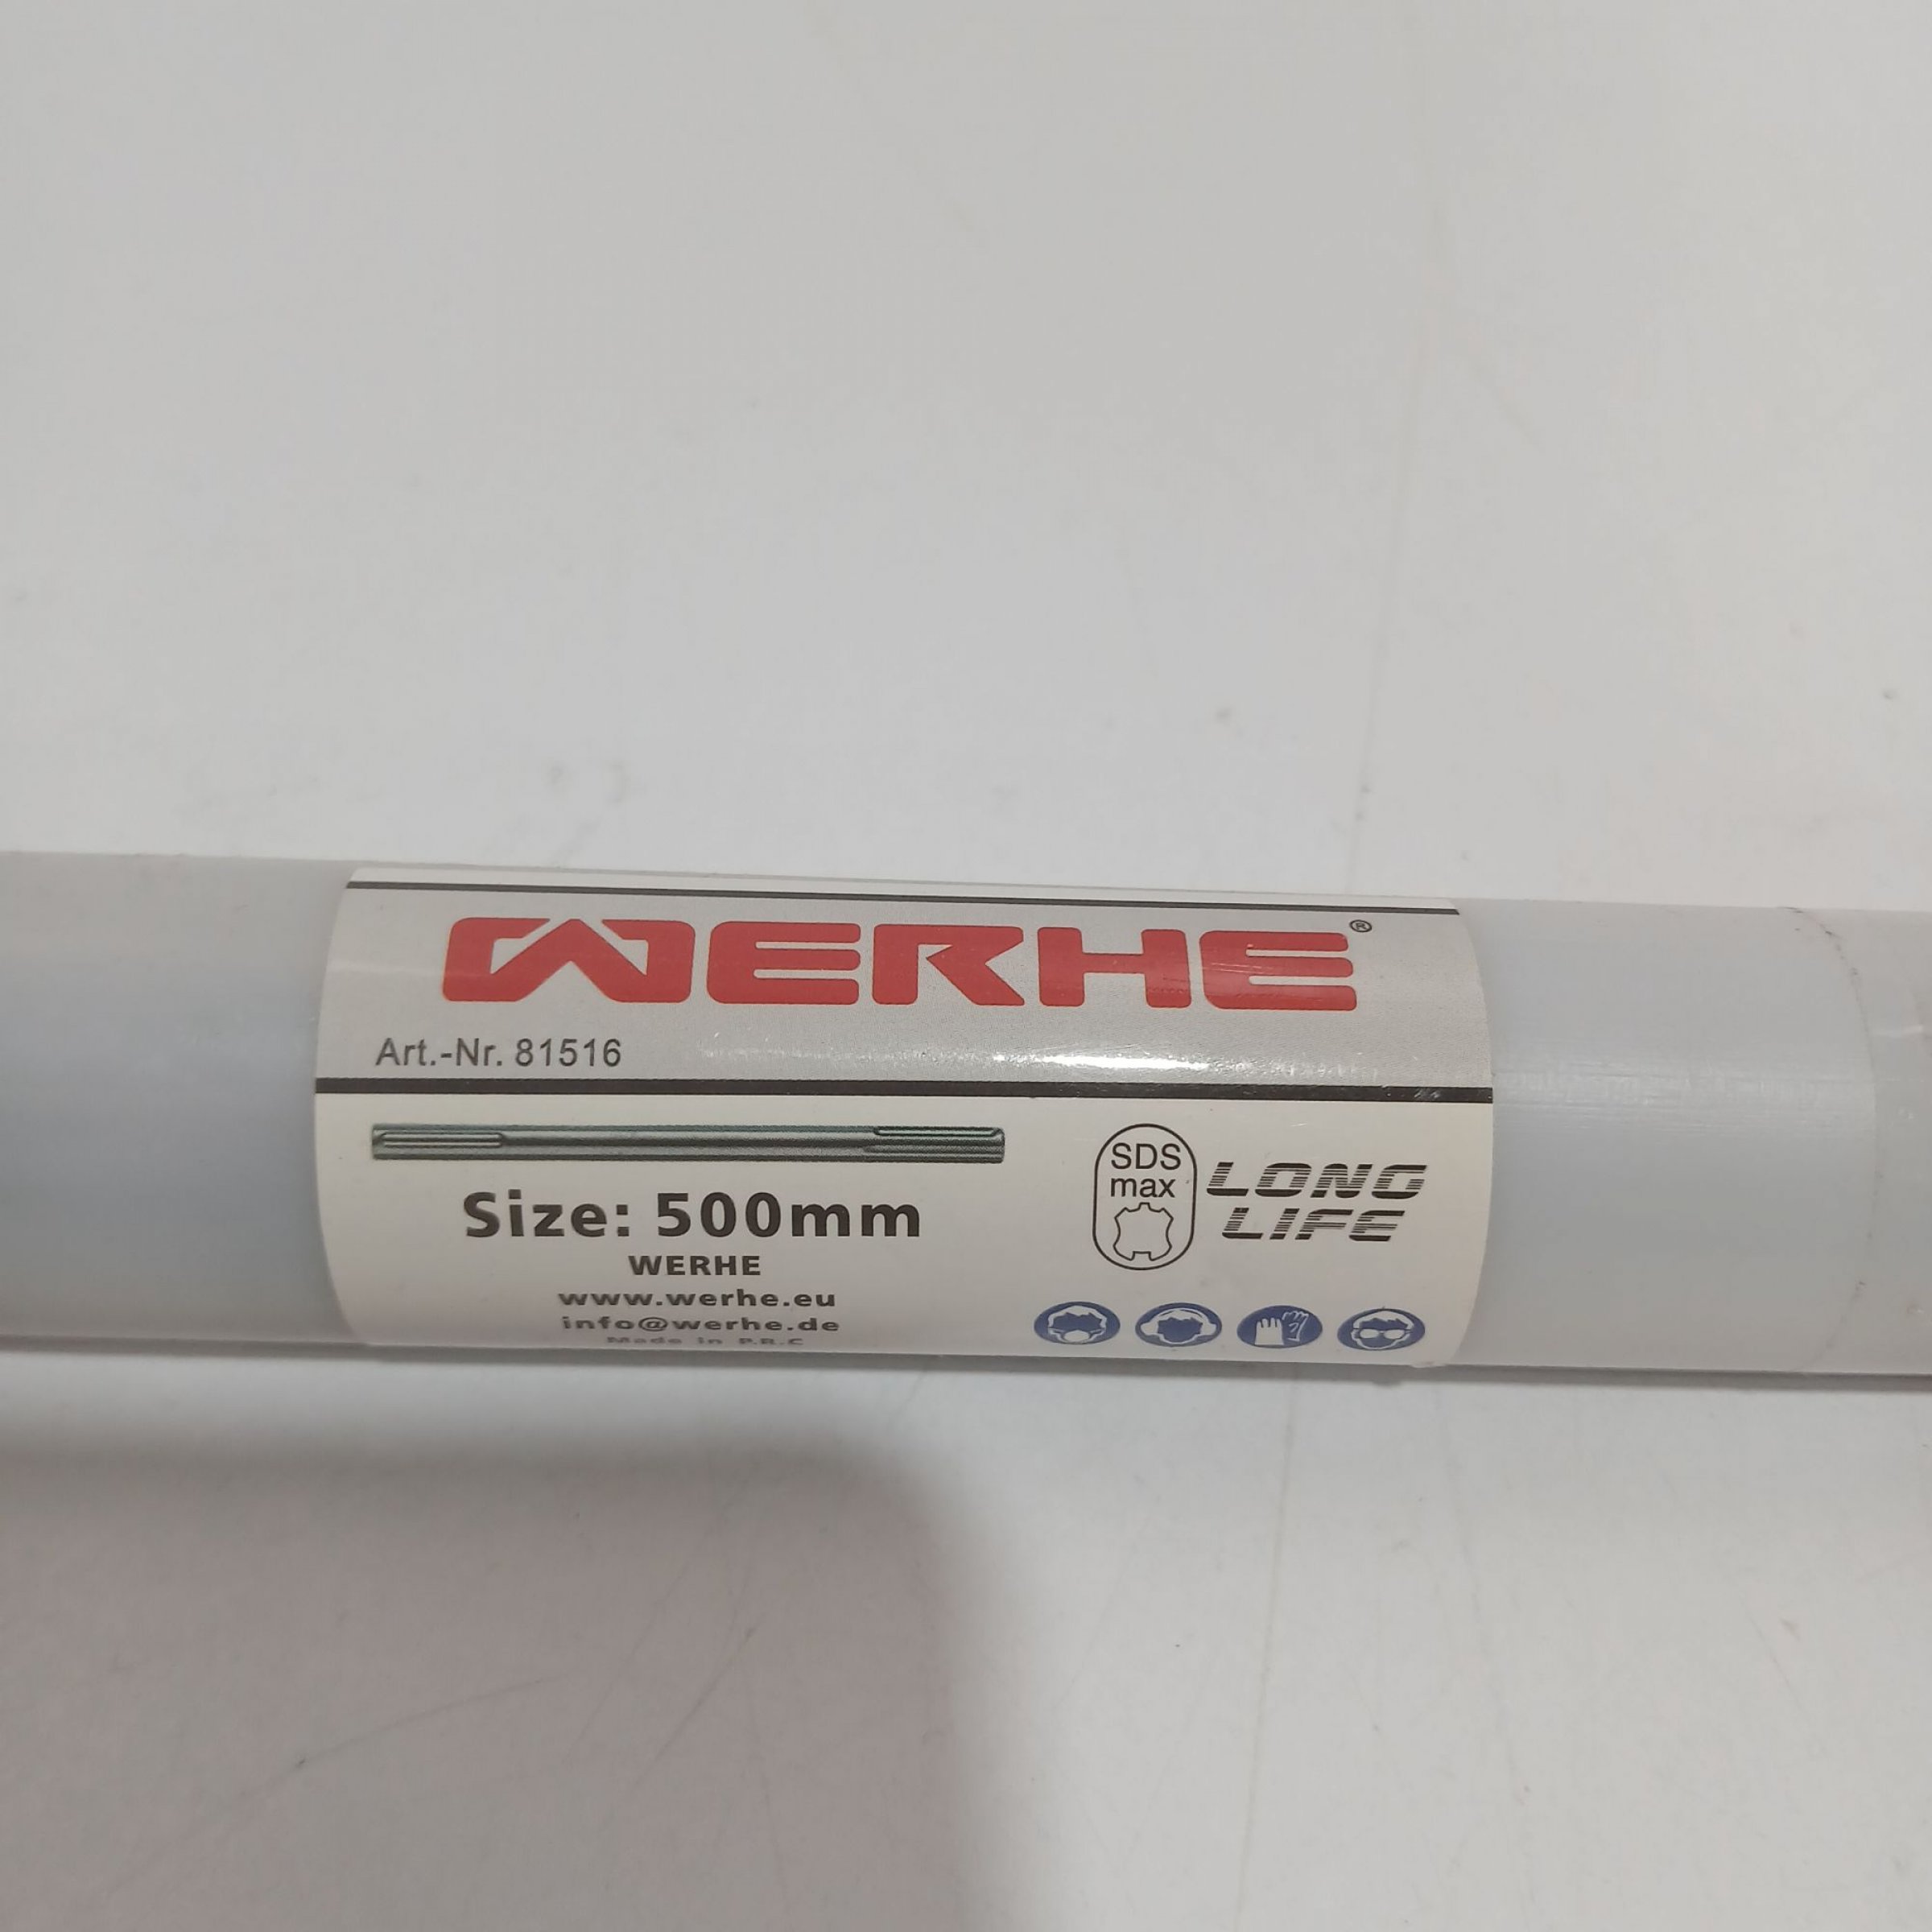 WERHE®
Art.-Nr. 81516
SDS
max
LONG
LIFE
Size: 500mm
WERHE
www.werhe.eu
info@werhe.de
Made in P.R.C